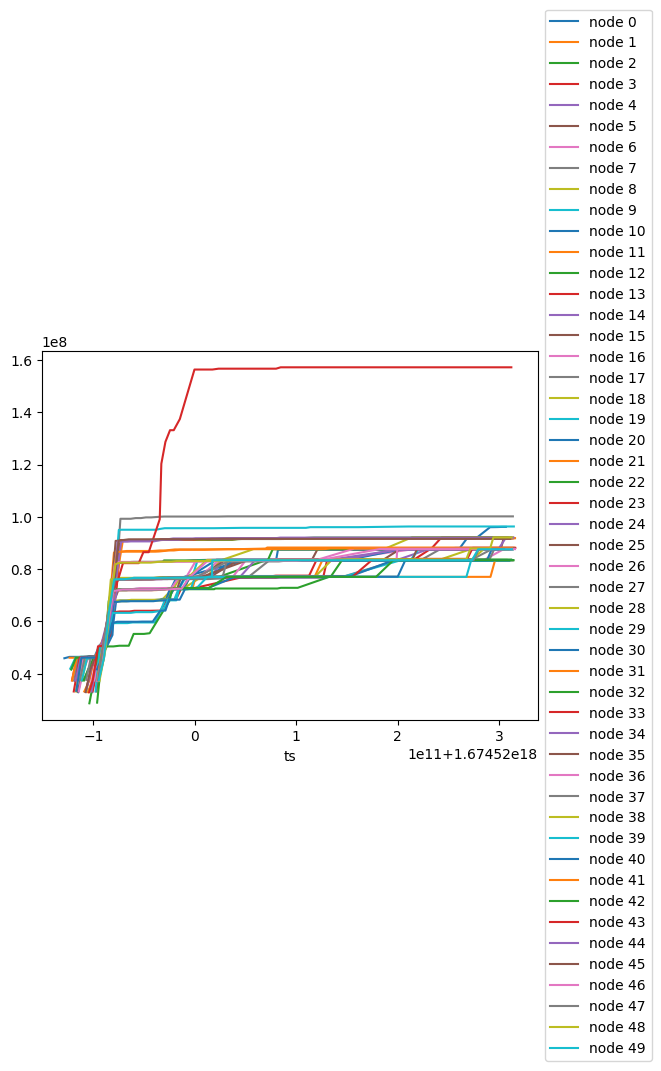 1e8
1.6
1.4
1.2
1.0
0.8
0.6
0.4
−1
0
1
2
3
ts
1e11+1.67452e18
node 0
node 1
node 2
node 3
node 4
node 5
node 6
node 7
node 8
node 9
node 10
node 11
node 12
node 13
node 14
node 15
node 16
node 17
node 18
node 19
node 20
node 21
node 22
node 23
node 24
node 25
node 26
node 27
node 28
node 29
node 30
node 31
node 32
node 33
node 34
node 35
node 36
node 37
node 38
node 39
node 40
node 41
node 42
node 43
node 44
node 45
node 46
node 47
node 48
node 49